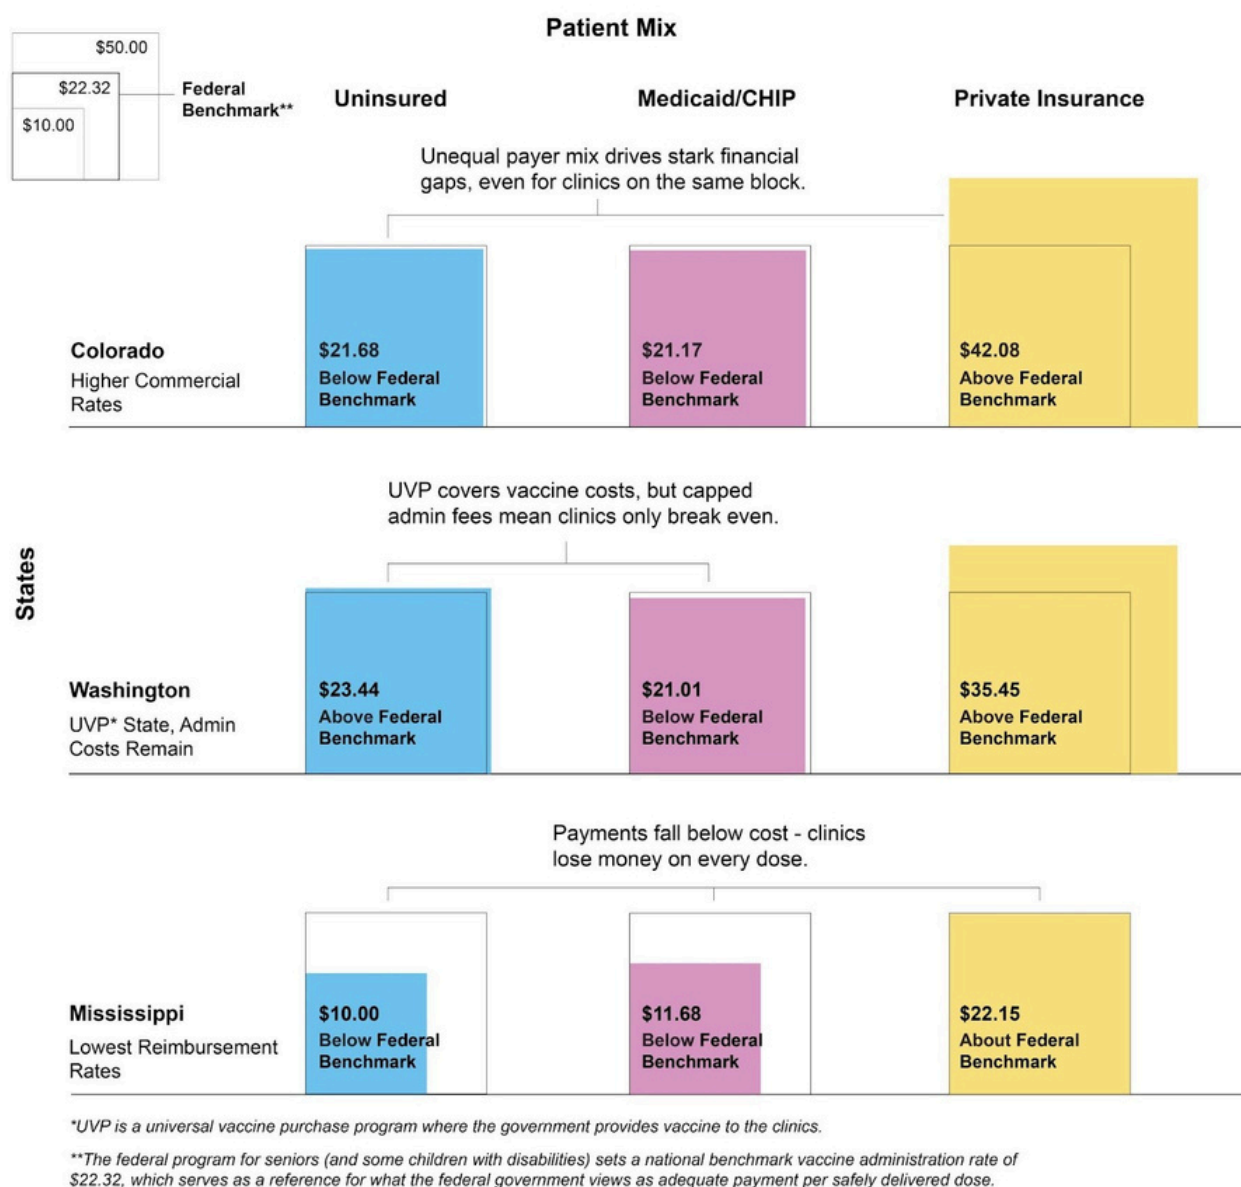 Patient Mix
$50.00
$22.32
$10.00
Federal
Benchmark**
Uninsured
Medicaid/CHIP
Private Insurance
Unequal payer mix drives stark financial
gaps, even for clinics on the same block.
States
Colorado
Higher Commercial
Rates
$21.68
Below Federal
Benchmark
$21.17
Below Federal
Benchmark
$42.08
Above Federal
Benchmark
UVP covers vaccine costs, but capped
admin fees mean clinics only break even.
Washington
UVP* State, Admin
Costs Remain
$23.44
Above Federal
Benchmark
$21.01
Below Federal
Benchmark
$35.45
Above Federal
Benchmark
Payments fall below cost - clinics
lose money on every dose.
Mississippi
Lowest Reimbursement
Rates
$10.00
Below Federal
Benchmark
$11.68
Below Federal
Benchmark
$22.15
About Federal
Benchmark
*UVP is a universal vaccine purchase program where the government provides vaccine to the clinics.
**The federal program for seniors (and some children with disabilities) sets a national benchmark vaccine administration rate of
$22.32, which serves as a reference for what the federal government views as adequate payment per safely delivered dose.